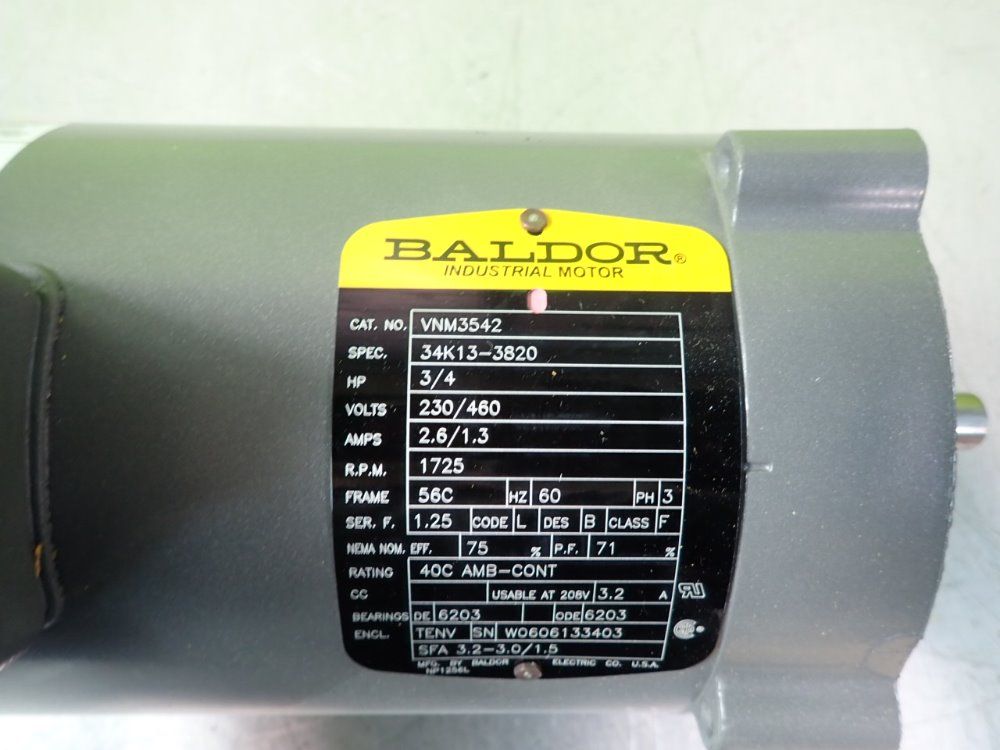 BALDOR®
INDUSTRIAL MOTOR
CAT. NO. VNM3542
SPEC. 34K13-3820
HP 3/4
VOLTS 230/460
AMPS 2.6/1.3
R.P.M. 1725
FRAME 56C HZ 60 PH 3
SER. F. 1.25 CODE L DES B CLASS F
NEMA NOM. EFF. 75 % P.F. 71 %
RATING 40C AMB-CONT
CC USABLE AT 208V 3.2 A
BEARINGS DE 6203 ODE 6203
ENCL. TENV SN W0606133403
SFA 3.2-3.0/1.5
MFG. BY BALDOR ELECTRIC CO. U.S.A.
NP1256L